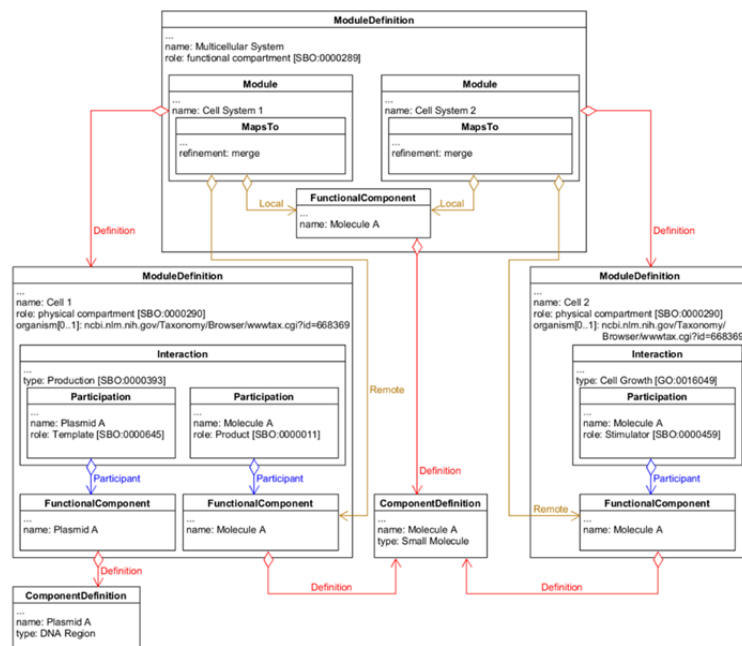 ModuleDefinition
...
name: Multicellular System
role: functional compartment [SBO:0000289]
Module
...
name: Cell System 1
MapsTo
...
refinement: merge
Module
...
name: Cell System 2
MapsTo
...
refinement: merge
Local
Local
FunctionalComponent
...
name: Molecule A
Definition
Definition
ModuleDefinition
...
name: Cell 1
role: physical compartment [SBO:0000290]
organism[0..1]: ncbi.nlm.nih.gov/Taxonomy/Browser/wwwtax.cgi?id=668369
Interaction
...
type: Production [SBO:0000393]
Participation
...
name: Plasmid A
role: Template [SBO:0000645]
Participation
...
name: Molecule A
role: Product [SBO:0000011]
Participant
Participant
FunctionalComponent
...
name: Plasmid A
FunctionalComponent
...
name: Molecule A
Remote
Definition
ModuleDefinition
...
name: Cell 2
role: physical compartment [SBO:0000290]
organism[0..1]: ncbi.nlm.nih.gov/Taxonomy/
Browser/wwwtax.cgi?id=668369
Interaction
...
type: Cell Growth [GO:0016049]
Participation
...
name: Molecule A
role: Stimulator [SBO:0000459]
Participant
Remote
FunctionalComponent
...
name: Molecule A
ComponentDefinition
...
name: Molecule A
type: Small Molecule
Definition
Definition
Definition
ComponentDefinition
...
name: Plasmid A
type: DNA Region